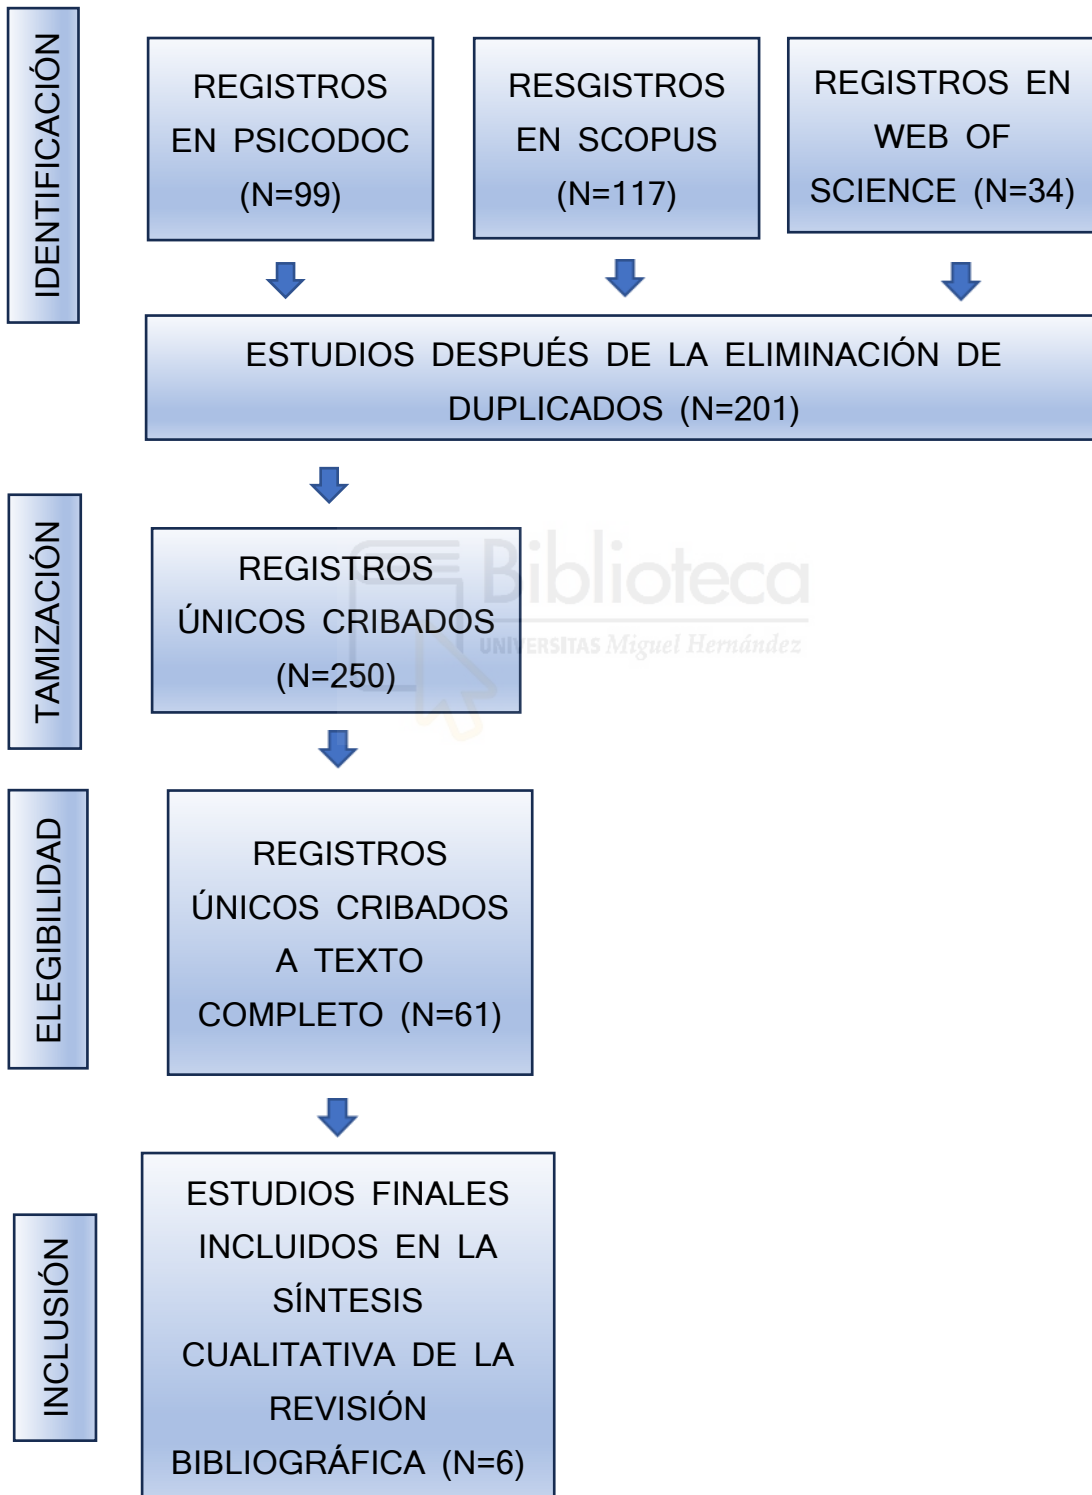 IDENTIFICACIÓN
REGISTROS
EN PSICODOC
(N=99)
RESGISTROS
EN SCOPUS
(N=117)
REGISTROS EN
WEB OF
SCIENCE (N=34)
ESTUDIOS DESPUÉS DE LA ELIMINACIÓN DE
DUPLICADOS (N=201)
TAMIZACIÓN
REGISTROS
ÚNICOS CRIBADOS
(N=250)
Biblioteca
UNIVERSITAS Miguel Hernández
ELEGIBILIDAD
REGISTROS
ÚNICOS CRIBADOS
A TEXTO
COMPLETO (N=61)
INCLUSIÓN
ESTUDIOS FINALES
INCLUIDOS EN LA
SÍNTESIS
CUALITATIVA DE LA
REVISIÓN
BIBLIOGRÁFICA (N=6)